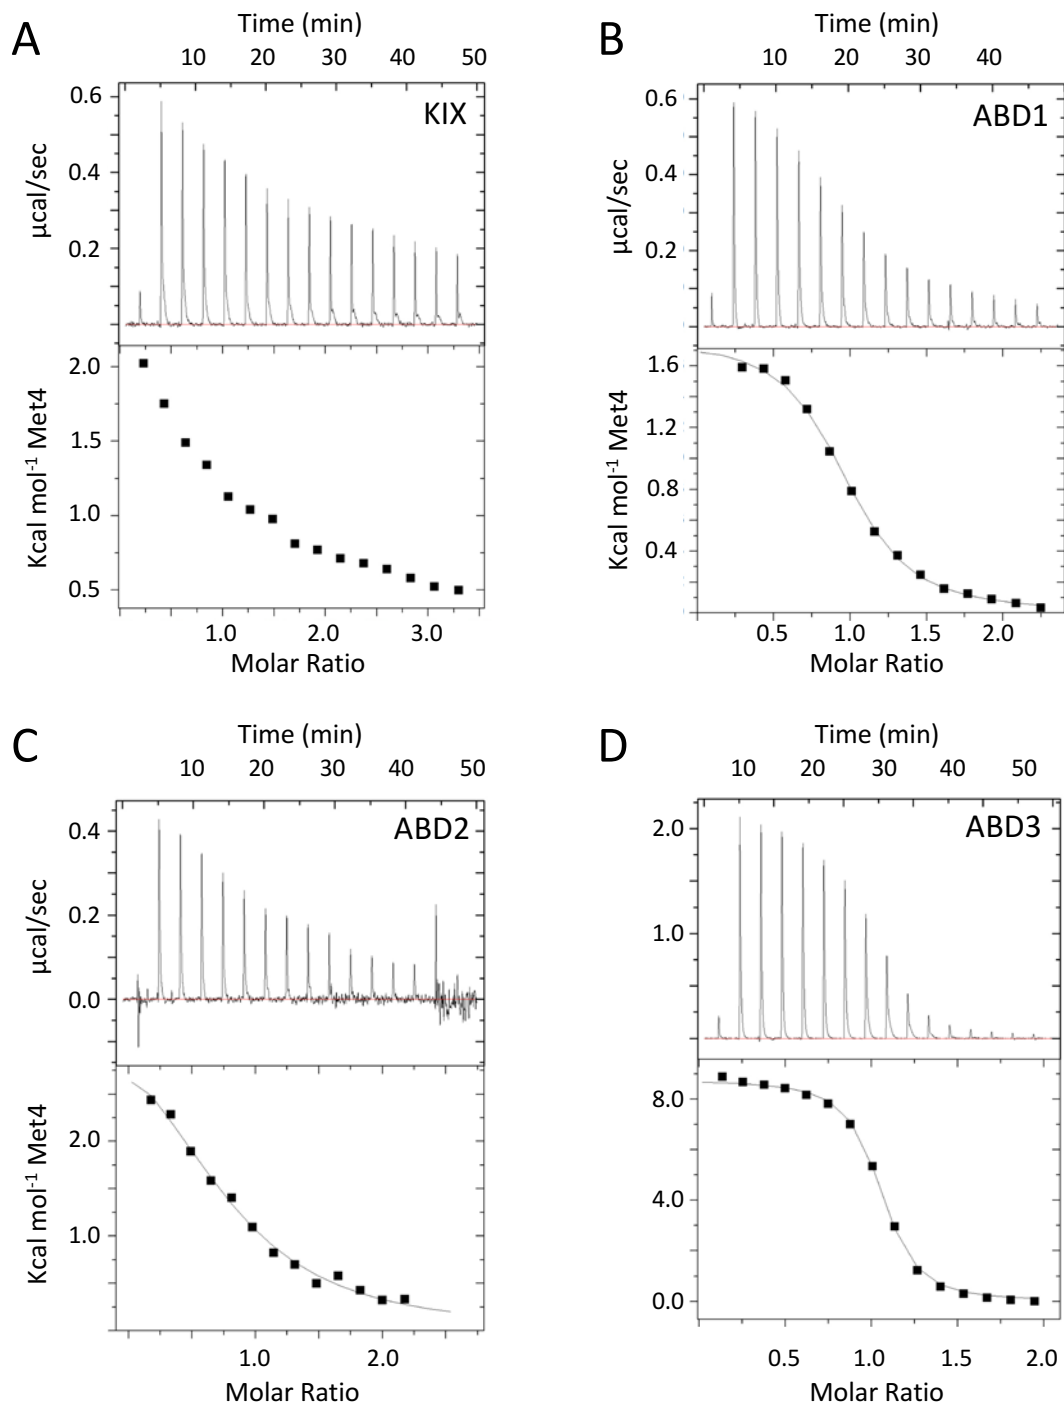 A
Time (min)
10 20 30 40 50
KIX
0.6
0.4
0.2
µcal/sec
2.0
1.5
1.0
0.5
Kcal mol-1 Met4
1.0 2.0 3.0
Molar Ratio
B
Time (min)
10 20 30 40
ABD1
0.6
0.4
0.2
µcal/sec
1.6
1.2
0.8
0.4
Kcal mol-1 Met4
0.5 1.0 1.5 2.0
Molar Ratio
C
Time (min)
10 20 30 40 50
ABD2
0.4
0.2
0.0
µcal/sec
2.0
1.0
Kcal mol-1 Met4
1.0 2.0
Molar Ratio
D
Time (min)
10 20 30 40 50
ABD3
2.0
1.0
8.0
4.0
0.0
0.5 1.0 1.5 2.0
Molar Ratio